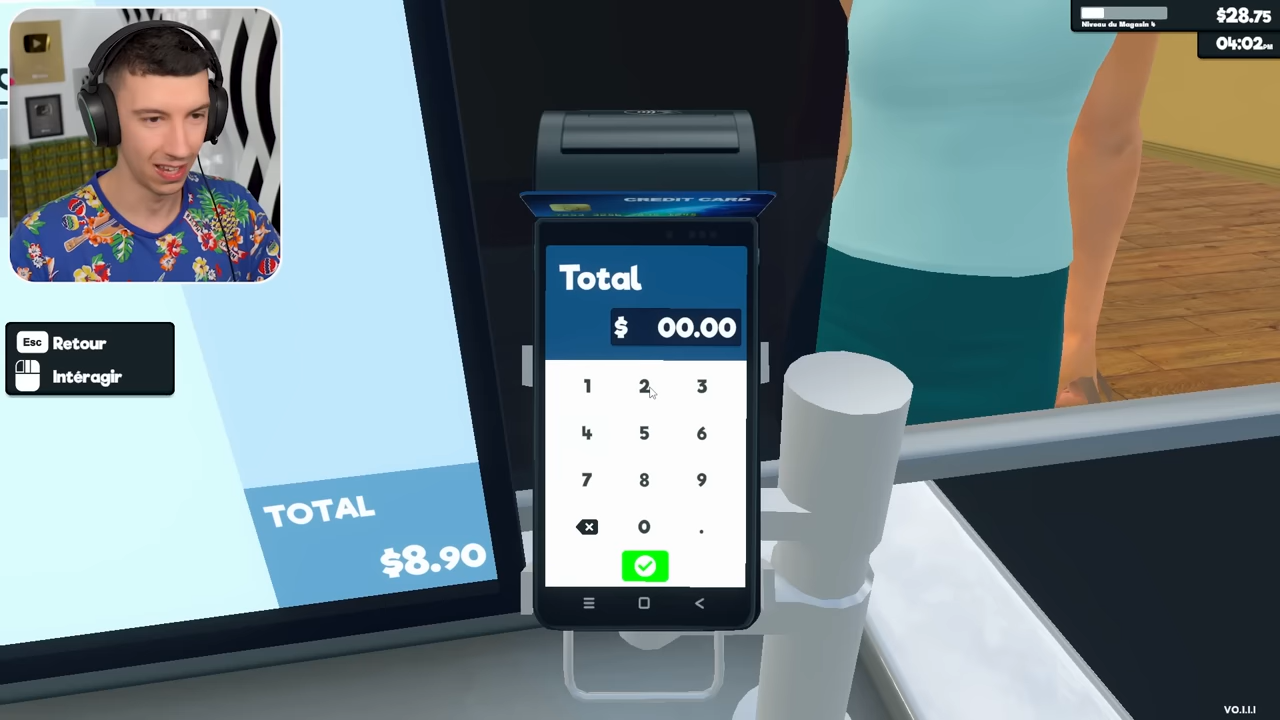 $28.75
Niveau du Magasin 4
04:02PM
CREDIT CARD
Total
$ 00.00
Esc Retour
Intéragir
1 2 3
4 5 6
7 8 9
0 .
TOTAL
$8.90
V0.1.1.1